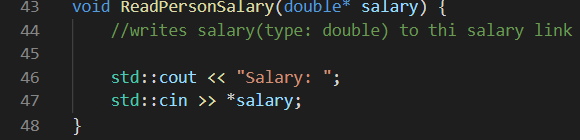 43 void ReadPersonSalary(double* salary) {
44 //writes salary(type: double) to thi salary link
45
46 std::cout << "Salary: ";
47 std::cin >> *salary;
48 }